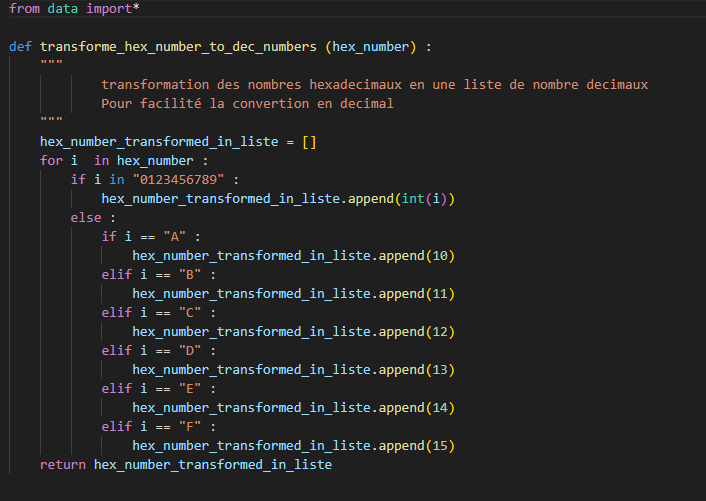 from data import*
def transforme_hex_number_to_dec_numbers (hex_number) :
"""
transformation des nombres hexadecimaux en une liste de nombre decimaux
Pour facilité la convertion en decimal
"""
hex_number_transformed_in_liste = []
for i  in hex_number :
if i in "0123456789" :
hex_number_transformed_in_liste.append(int(i))
else :
if i == "A" :
hex_number_transformed_in_liste.append(10)
elif i == "B" :
hex_number_transformed_in_liste.append(11)
elif i == "C" :
hex_number_transformed_in_liste.append(12)
elif i == "D" :
hex_number_transformed_in_liste.append(13)
elif i == "E" :
hex_number_transformed_in_liste.append(14)
elif i == "F" :
hex_number_transformed_in_liste.append(15)
return hex_number_transformed_in_liste